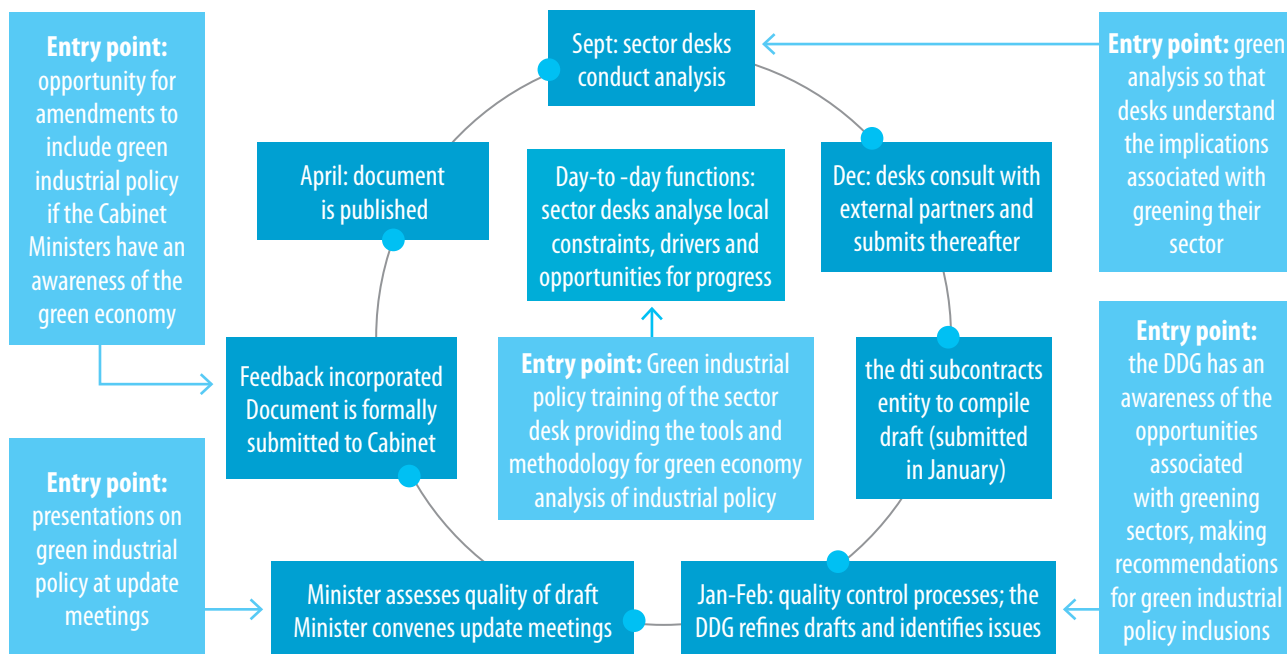 Entry point:
opportunity for
amendments to
include green
industrial policy
if the Cabinet
Ministers have an
awareness of the
green economy
Sept: sector desks
conduct analysis
Entry point: green
analysis so that
desks understand
the implications
associated with
greening their
sector
April: document
is published
Day-to -day functions:
sector desks analyse local
constraints, drivers and
opportunities for progress
Dec: desks consult with
external partners and
submits thereafter
Feedback incorporated
Document is formally
submitted to Cabinet
Entry point: Green industrial
policy training of the sector
desk providing the tools and
methodology for green economy
analysis of industrial policy
the dti subcontracts
entity to compile
draft (submitted
in January)
Entry point:
the DDG has an
awareness of the
opportunities
associated
with greening
sectors, making
recommendations
for green industrial
policy inclusions
Entry point:
presentations on
green industrial
policy at update
meetings
Minister assesses quality of draft
Minister convenes update meetings
Jan-Feb: quality control processes; the
DDG refines drafts and identifies issues